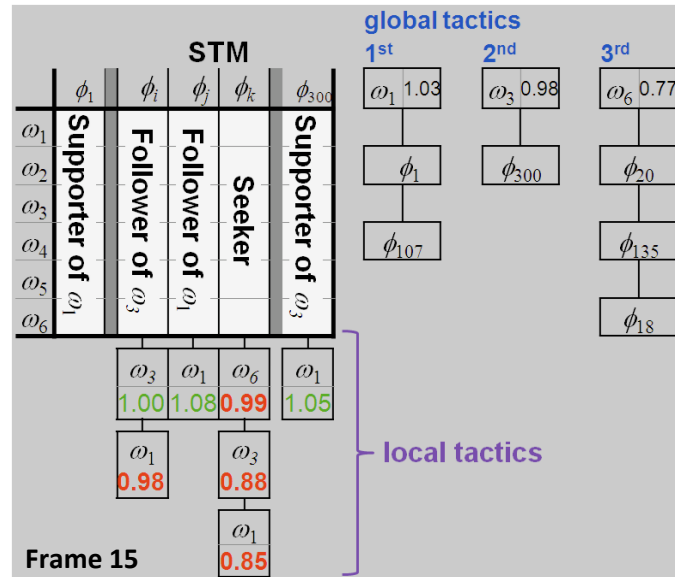 global tactics
STM 1st 2nd 3rd
ϕ1 ϕi ϕj ϕk ϕ300
ω1 1.03 ω3 0.98 ω6 0.77
ω1
ω2
ω3
ω4
ω5
ω6
Supporter of ω1
Follower of ω3
Follower of ω1
Seeker
Supporter of ω3
ϕ1 ϕ300 ϕ20
ϕ107 ϕ135
ϕ18
ω3 ω1 ω6 ω1
1.00 1.08 0.99 1.05
ω1 ω3
0.98 0.88
local tactics
ω1
0.85
Frame 15